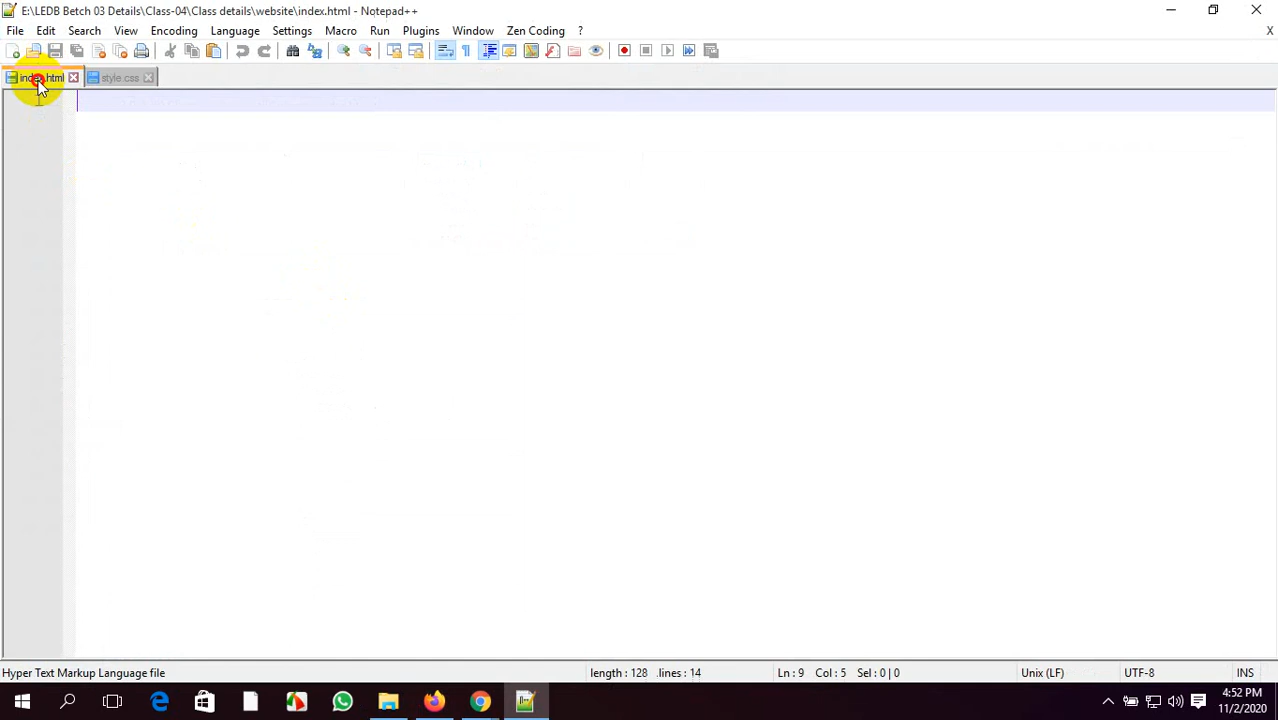 E:\LEDB Betch 03 Details\Class-04\Class details\website\index.html - Notepad++
File Edit Search View Encoding Language Settings Macro Run Plugins Window Zen Coding ? X
index.html style.css
Hyper Text Markup Language file length : 128 lines : 14 Ln : 9 Col : 5 Sel : 0 | 0 Unix (LF) UTF-8 INS
4:52 PM
11/2/2020